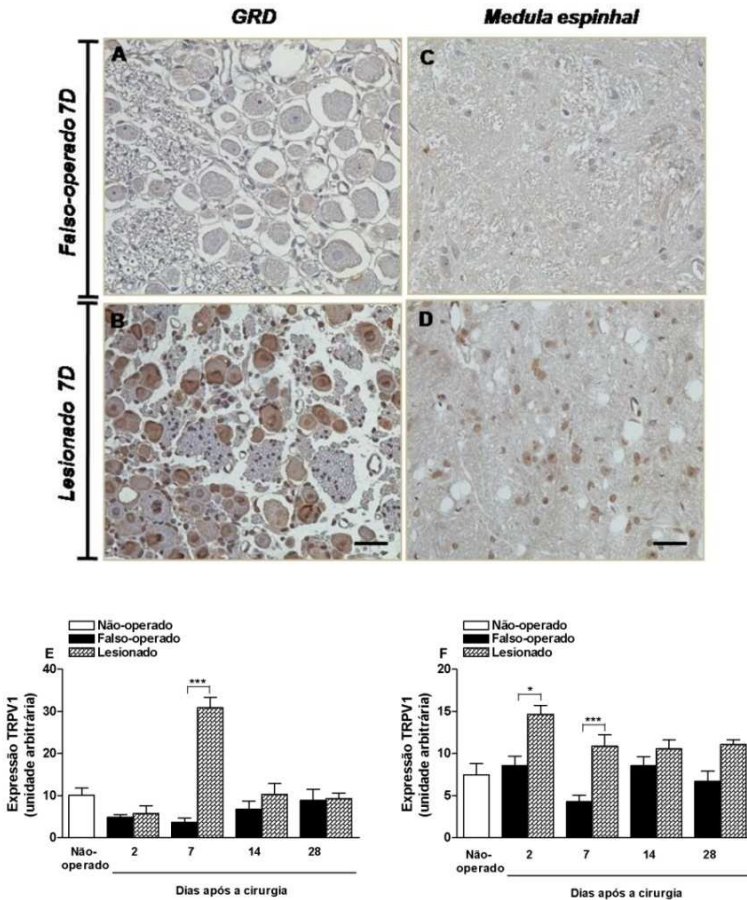 GRD
Medula espinhal
Falso-operado 7D
A
C
Lesionado 7D
B
D
E
Não-operado
Falso-operado
Lesionado
Expressão TRPV1
(unidade arbitrária)
40
30
20
10
0
***
Não-
operado
2
7
14
28
Dias após a cirurgia
F
Não-operado
Falso-operado
Lesionado
Expressão TRPV1
(unidade arbitrária)
20
15
10
5
0
*
***
Não-
operado
2
7
14
28
Dias após a cirurgia